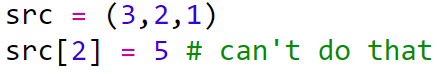 src = (3,2,1)
src[2] = 5 # can't do that